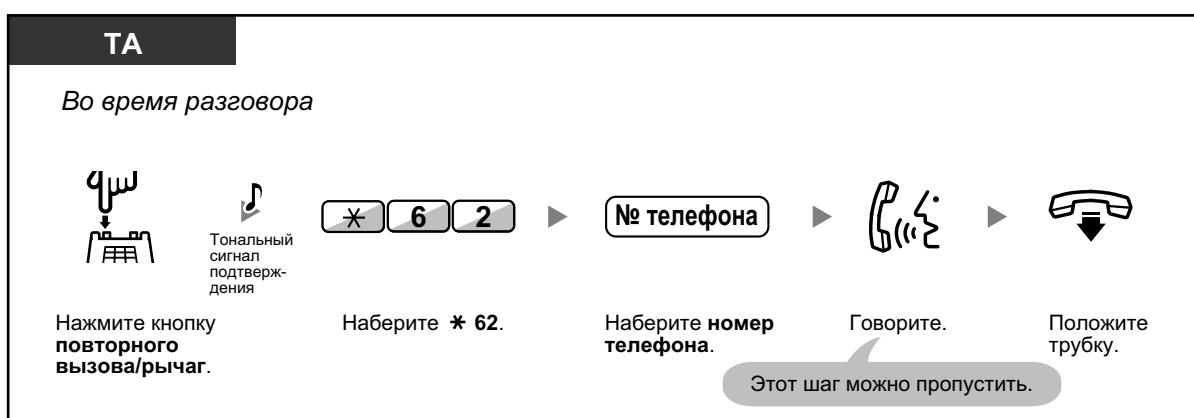 ТА
Во время разговора
Тональный
сигнал
подтверж-
дения
* 6 2
№ телефона
Нажмите кнопку
повторного
вызова/рычаг.
Наберите * 62.
Наберите номер
телефона.
Говорите.
Положите
трубку.
Этот шаг можно пропустить.